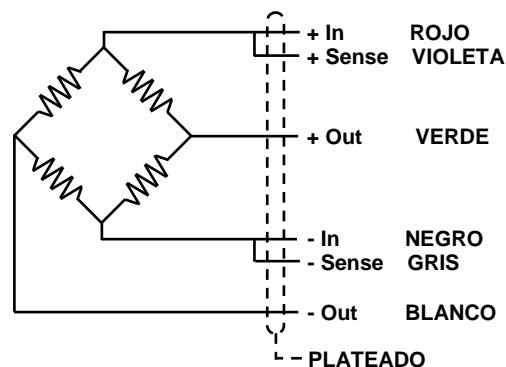 + In ROJO
+ Sense VIOLETA
+ Out VERDE
- In NEGRO
- Sense GRIS
- Out BLANCO
PLATEADO